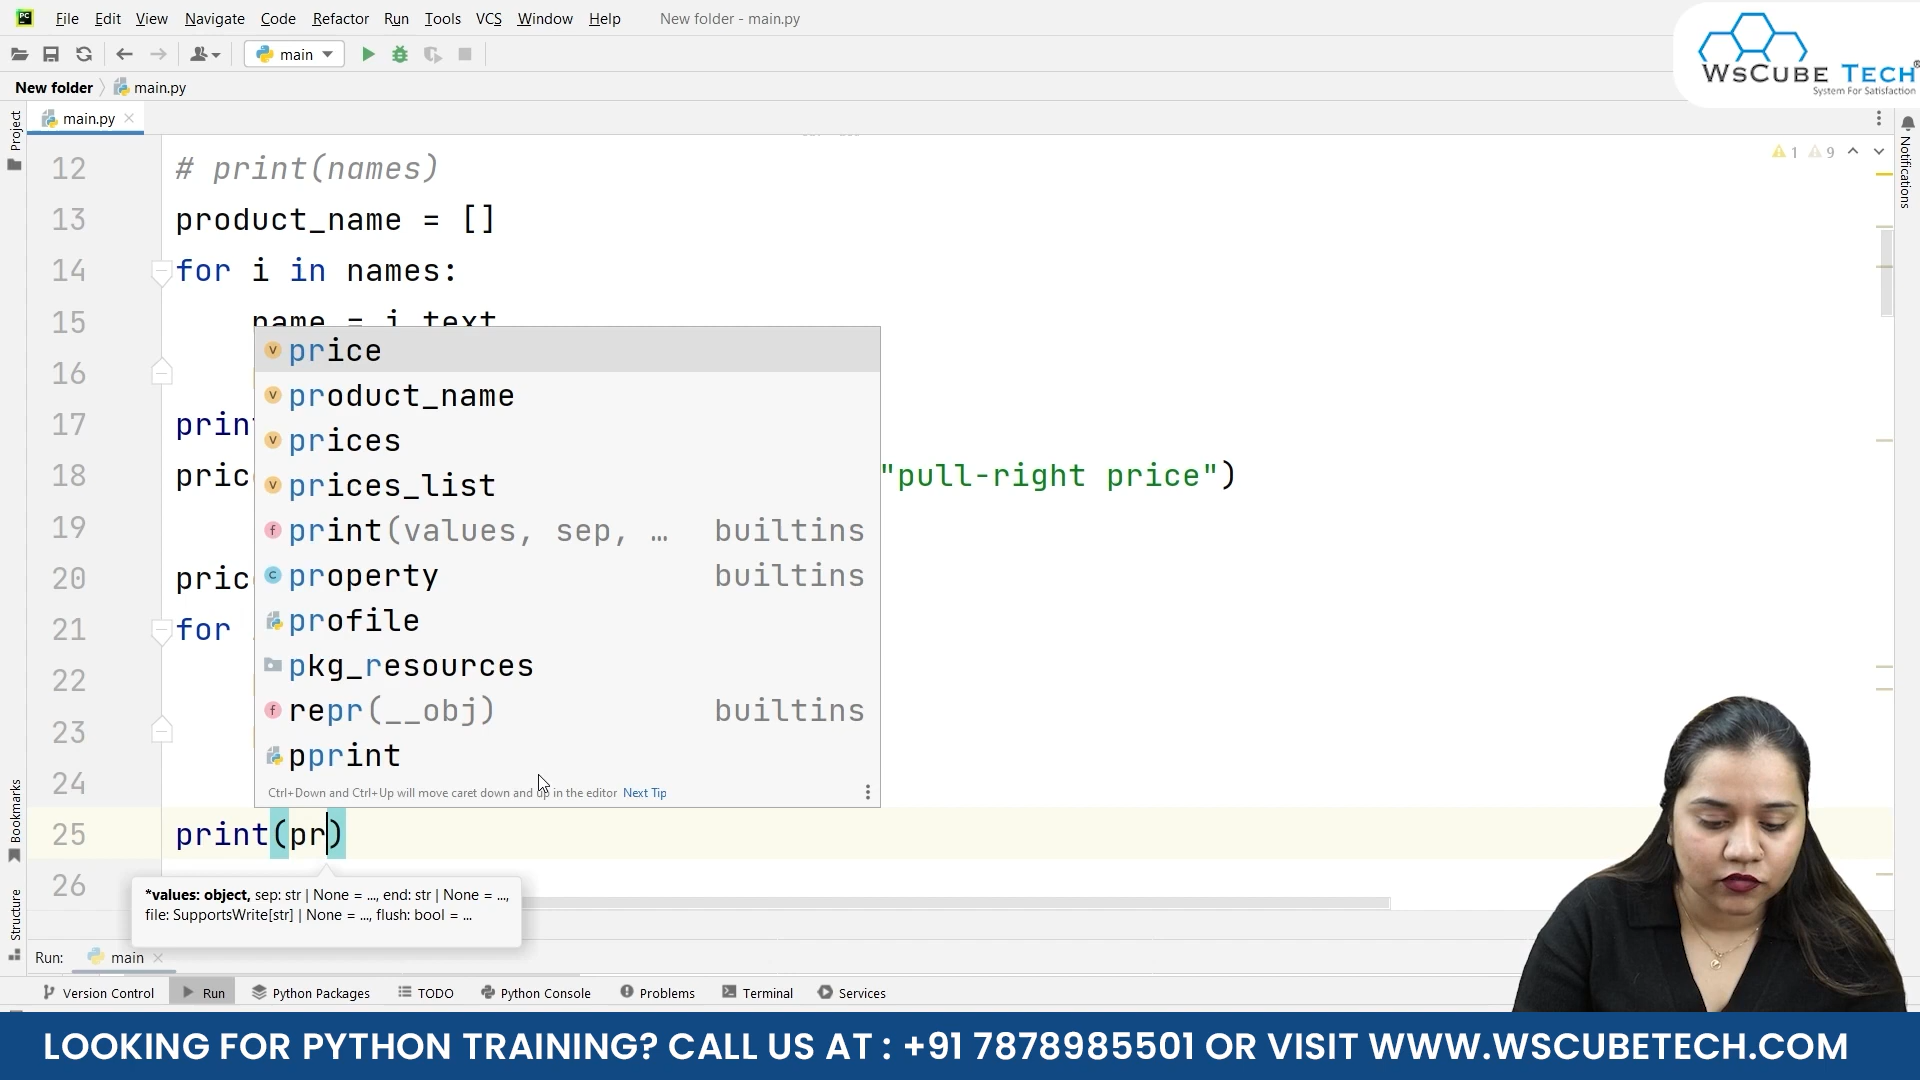 File Edit View Navigate Code Refactor Run Tools VCS Window Help New folder - main.py
main
WsCube Tech®
System For Satisfaction
New folder main.py
Project
main.py
Notifications
1 9
12 # print(names)
13 product_name = []
14 for i in names:
15 name = i.text
16
17 prin
18 pric "pull-right price")
19
20 pric
21 for
22
23
24
price
product_name
prices
prices_list
print(values, sep, … builtins
property builtins
profile
pkg_resources
repr(__obj) builtins
pprint
Ctrl+Down and Ctrl+Up will move caret down and up in the editor Next Tip
25 print(pr)
26
*values: object, sep: str | None = ..., end: str | None = ...,
file: SupportsWrite[str] | None = ..., flush: bool = ...
Bookmarks
Structure
Run: main
Version Control Run Python Packages TODO Python Console Problems Terminal Services
LOOKING FOR PYTHON TRAINING? CALL US AT : +91 7878985501 OR VISIT WWW.WSCUBETECH.COM